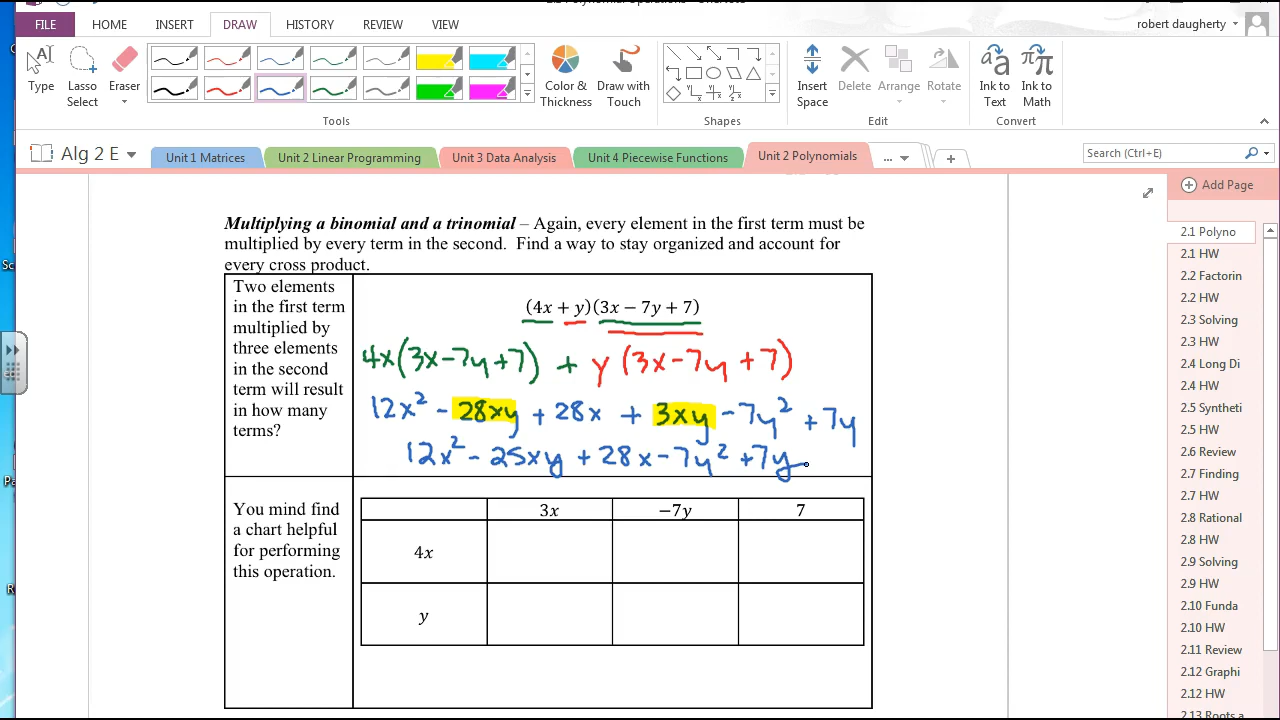 FILE HOME INSERT DRAW HISTORY REVIEW VIEW robert daugherty
Type Lasso Select Eraser Color & Thickness Draw with Touch Insert Space Delete Arrange Rotate Ink to Text Ink to Math
Tools Shapes Edit Convert
Alg 2 E Unit 1 Matrices Unit 2 Linear Programming Unit 3 Data Analysis Unit 4 Piecewise Functions Unit 2 Polynomials ... Search (Ctrl+E)
Add Page
Multiplying a binomial and a trinomial – Again, every element in the first term must be
multiplied by every term in the second. Find a way to stay organized and account for
every cross product.
Two elements
in the first term
multiplied by
three elements
in the second
term will result
in how many
terms?
(4x + y)(3x − 7y + 7)
4x(3x-7y+7) + y(3x-7y+7)
12x² - 28xy + 28x + 3xy - 7y² + 7y
12x² - 25xy + 28x - 7y² + 7y
You mind find
a chart helpful
for performing
this operation.
3x −7y 7
4x
y
2.1 Polyno
2.1 HW
2.2 Factorin
2.2 HW
2.3 Solving
2.3 HW
2.4 Long Di
2.4 HW
2.5 Syntheti
2.5 HW
2.6 Review
2.7 Finding
2.7 HW
2.8 Rational
2.8 HW
2.9 Solving
2.9 HW
2.10 Funda
2.10 HW
2.11 Review
2.12 Graphi
2.12 HW
2.13 Roots a